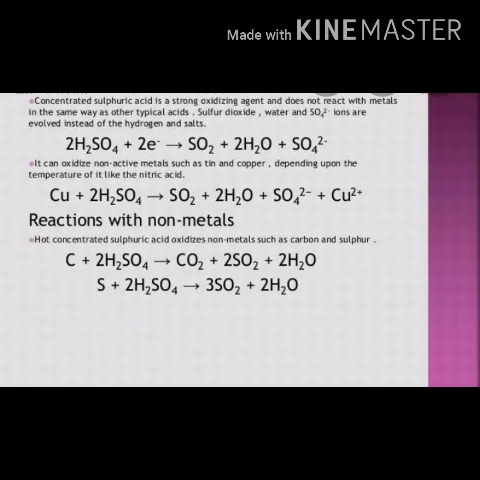 Made with KINEMASTER
Concentrated sulphuric acid is a strong oxidizing agent and does not react with metals
in the same way as other typical acids . Sulfur dioxide , water and SO₄²⁻ ions are
evolved instead of the hydrogen and salts.
2H₂SO₄ + 2e⁻ → SO₂ + 2H₂O + SO₄²⁻
It can oxidize non-active metals such as tin and copper , depending upon the
temperature of it like the nitric acid.
Cu + 2H₂SO₄ → SO₂ + 2H₂O + SO₄²⁻ + Cu²⁺
Reactions with non-metals
Hot concentrated sulphuric acid oxidizes non-metals such as carbon and sulphur .
C + 2H₂SO₄ → CO₂ + 2SO₂ + 2H₂O
S + 2H₂SO₄ → 3SO₂ + 2H₂O